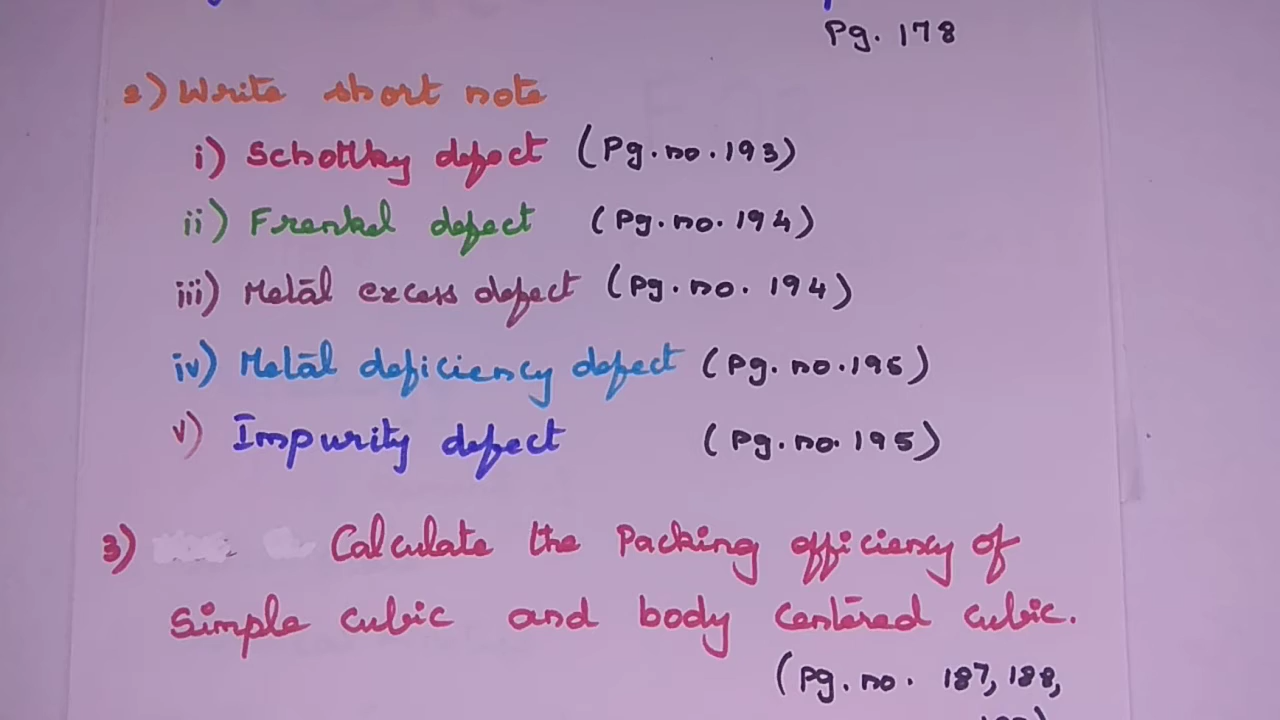 Pg. 178
2) Write short note
i) Schottky defect (Pg.no.193)
ii) Frenkel defect (Pg.no.194)
iii) Metal excess defect (Pg.no. 194)
iv) Metal deficiency defect (Pg.no.195)
v) Impurity defect (Pg.no.195)
3) Calculate the Packing efficiency of
Simple cubic and body centered cubic.
(Pg.no. 187, 188,